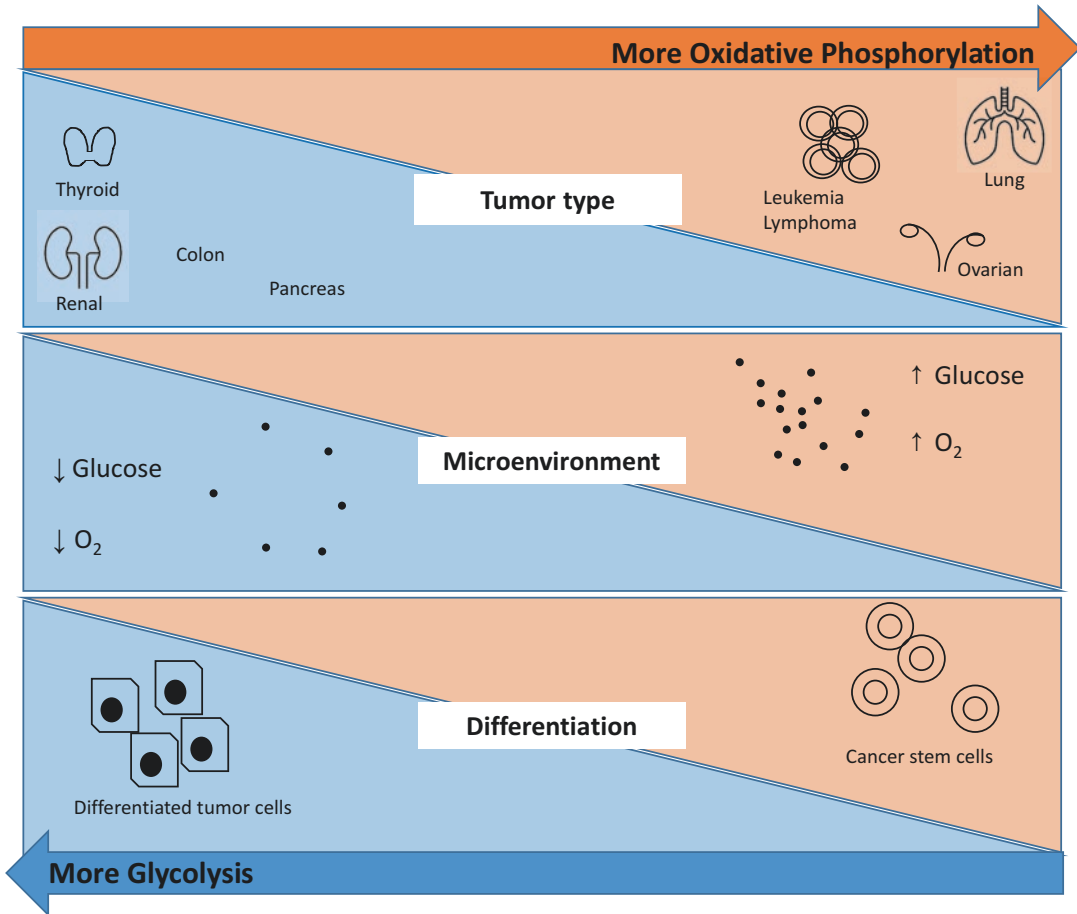 More Oxidative Phosphorylation
Thyroid
Renal
Colon
Pancreas
Tumor type
Leukemia
Lymphoma
Lung
Ovarian
↓ Glucose
↓ O₂
Microenvironment
↑ Glucose
↑ O₂
Differentiated tumor cells
Differentiation
Cancer stem cells
More Glycolysis